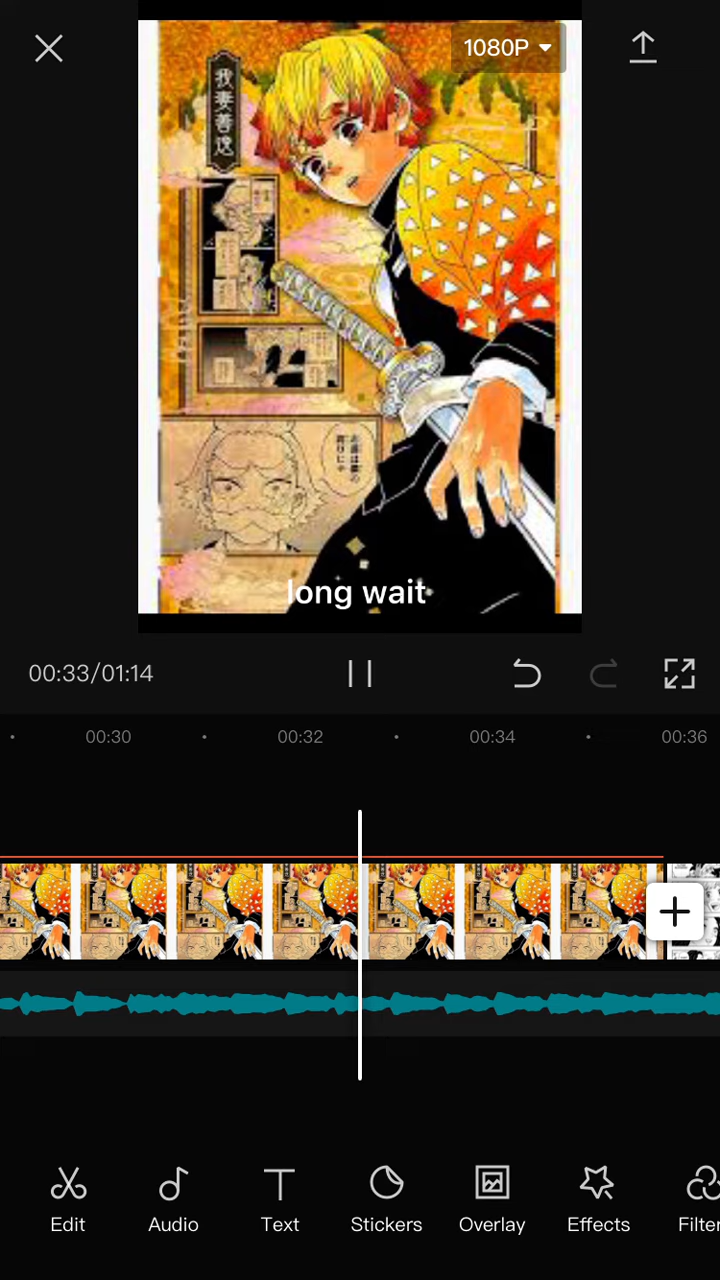 1080P
我妻善逸
long wait
00:33/01:14
00:30
00:32
00:34
00:36
Edit
Audio
Text
Stickers
Overlay
Effects
Filter